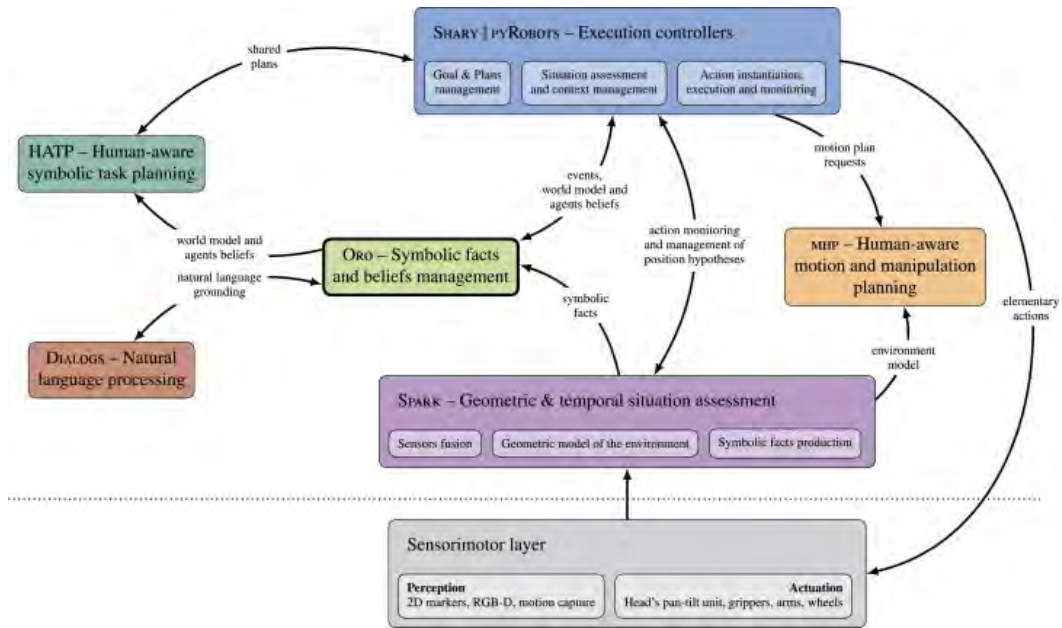 SHARY | PYROBOTS – Execution controllers
Goal & Plans
management
Situation assessment
and context management
Action instantiation,
execution and monitoring
shared
plans
HATP – Human-aware
symbolic task planning
motion plan
requests
events,
world model and
agents beliefs
action monitoring
and management of
position hypotheses
world model and
agents beliefs
ORO – Symbolic facts
and beliefs management
MHP – Human-aware
motion and manipulation
planning
natural language
grounding
symbolic
facts
elementary
actions
DIALOGS – Natural
language processing
environment
model
SPARK – Geometric & temporal situation assessment
Sensors fusion
Geometric model of the environment
Symbolic facts production
Sensorimotor layer
Perception
2D markers, RGB-D, motion capture
Actuation
Head's pan-tilt unit, grippers, arms, wheels